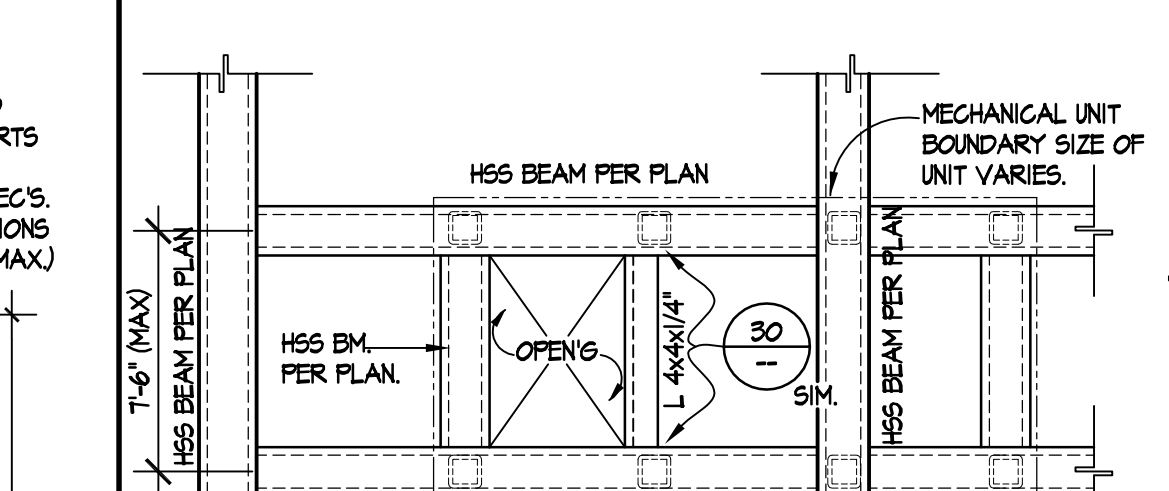 RTS
EC'S.
IONS
MAX.)
7'-6" (MAX)
HSS BEAM PER PLAN
HSS BEAM PER PLAN
MECHANICAL UNIT
BOUNDARY SIZE OF
UNIT VARIES.
HSS BM.
PER PLAN.
OPEN'G
L 4x4x1/4"
30
--
SIM.
HSS BEAM PER PLAN